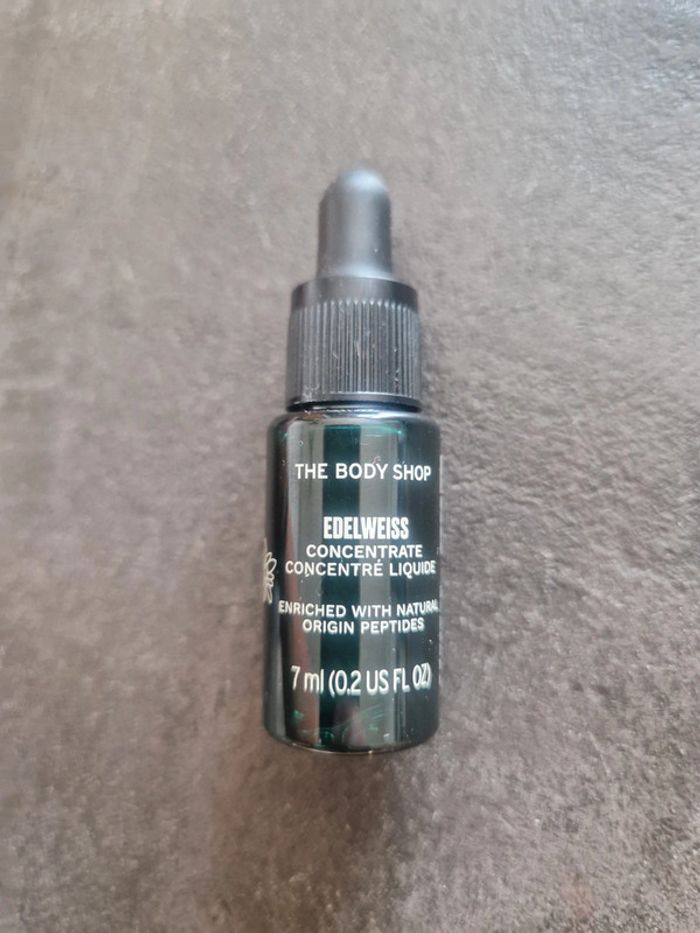 THE BODY SHOP
EDELWEISS
CONCENTRATE
CONCENTRÉ LIQUIDE
ENRICHED WITH NATURAL
ORIGIN PEPTIDES
7 ml (0.2 US FL OZ)